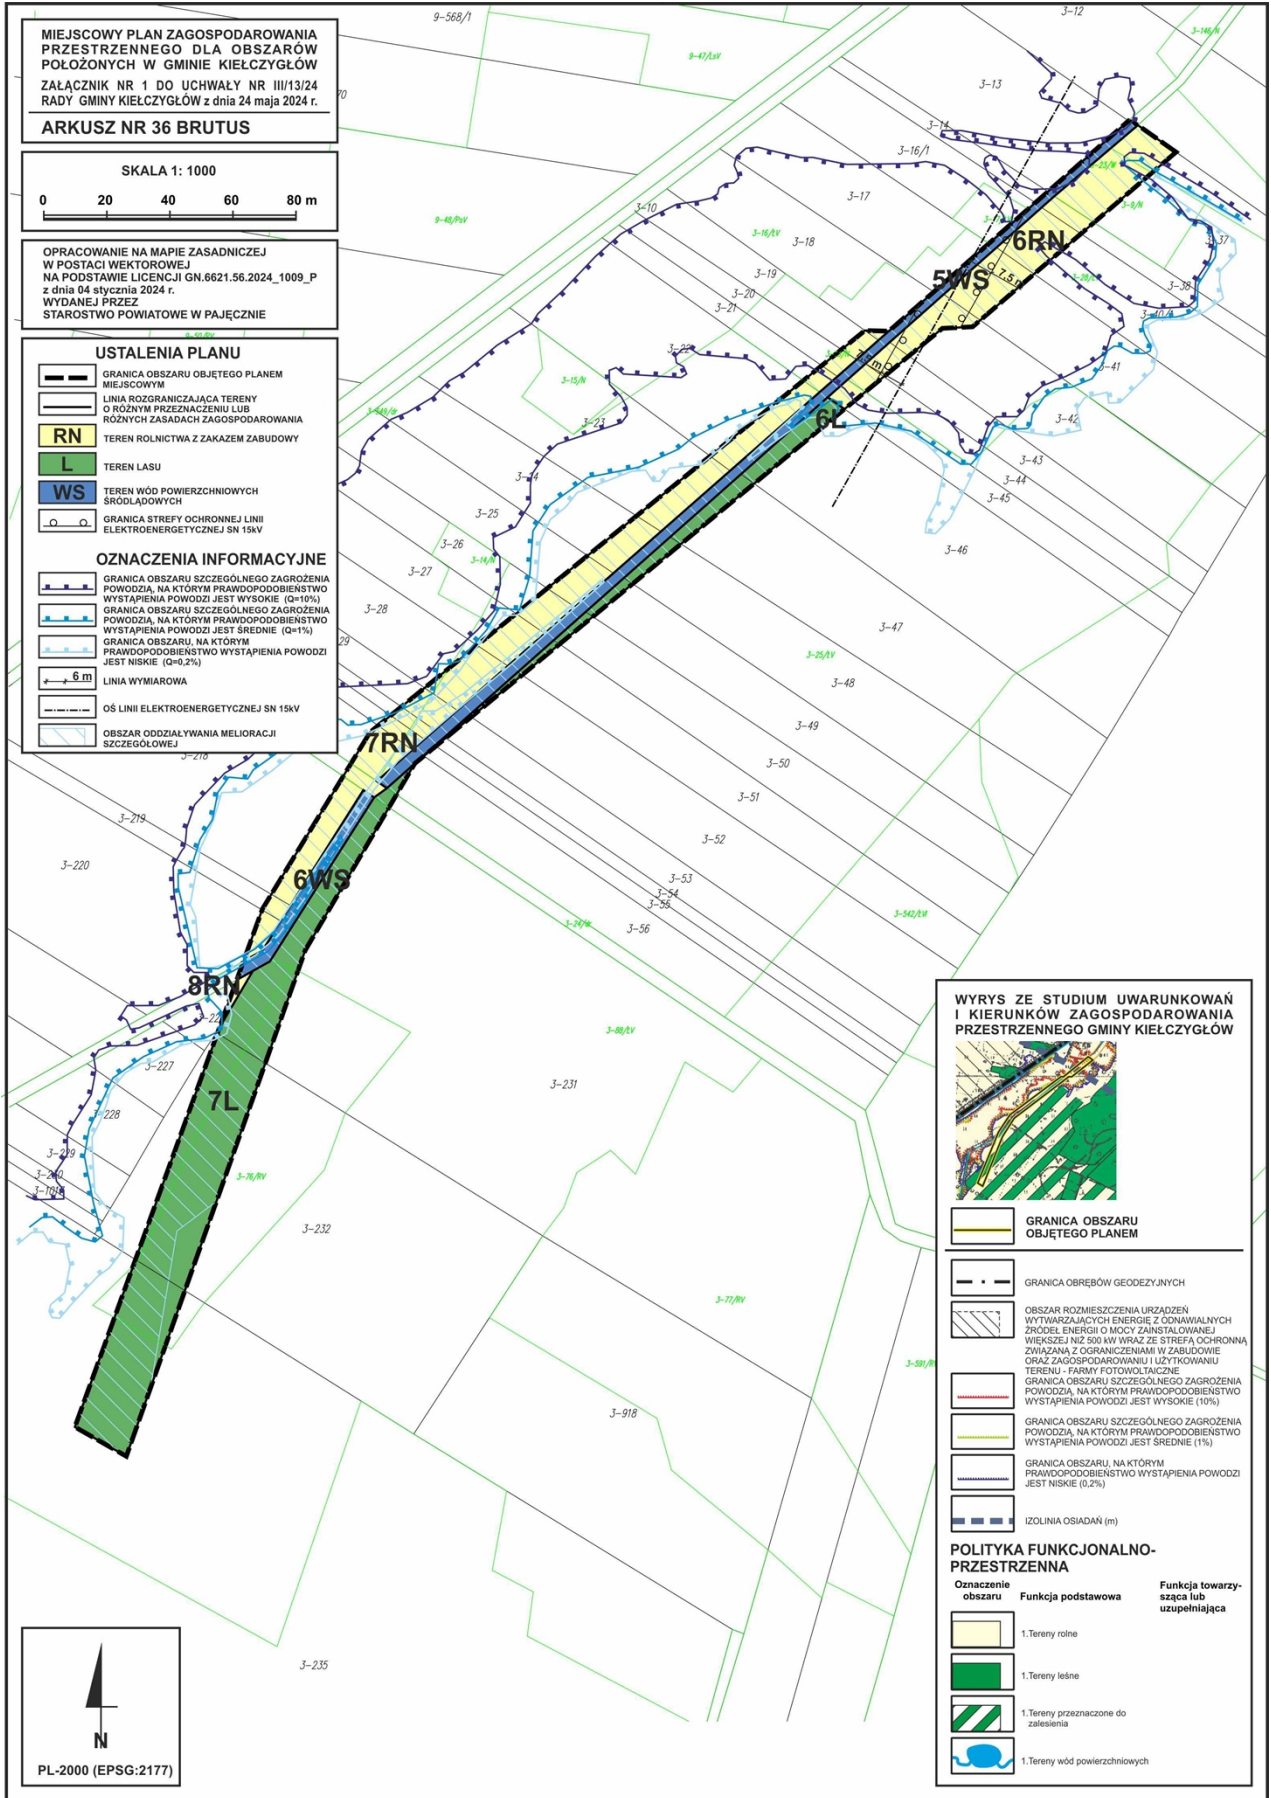 MIEJSCOWY PLAN ZAGOSPODAROWANIA
PRZESTRZENNEGO DLA OBSZARÓW
POŁOŻONYCH W GMINIE KIEŁCZYGŁÓW
ZAŁĄCZNIK NR 1 DO UCHWAŁY NR III/13/24
RADY GMINY KIEŁCZYGŁÓW z dnia 24 maja 2024 r.
ARKUSZ NR 36 BRUTUS
SKALA 1: 1000
0 20 40 60 80 m
OPRACOWANIE NA MAPIE ZASADNICZEJ
W POSTACI WEKTOROWEJ
NA PODSTAWIE LICENCJI GN.6621.56.2024_1009_P
z dnia 04 stycznia 2024 r.
WYDANEJ PRZEZ
STAROSTWO POWIATOWE W PAJĘCZNIE
USTALENIA PLANU
GRANICA OBSZARU OBJĘTEGO PLANEM
MIEJSCOWYM
LINIA ROZGRANICZAJĄCA TERENY
O RÓŻNYM PRZEZNACZENIU LUB
RÓŻNYCH ZASADACH ZAGOSPODAROWANIA
RN TEREN ROLNICTWA Z ZAKAZEM ZABUDOWY
L TEREN LASU
WS TEREN WÓD POWIERZCHNIOWYCH
ŚRÓDLĄDOWYCH
GRANICA STREFY OCHRONNEJ LINII
ELEKTROENERGETYCZNEJ SN 15kV
OZNACZENIA INFORMACYJNE
GRANICA OBSZARU SZCZEGÓLNEGO ZAGROŻENIA
POWODZIĄ, NA KTÓRYM PRAWDOPODOBIEŃSTWO
WYSTĄPIENIA POWODZI JEST WYSOKIE (Q=10%)
GRANICA OBSZARU SZCZEGÓLNEGO ZAGROŻENIA
POWODZIĄ, NA KTÓRYM PRAWDOPODOBIEŃSTWO
WYSTĄPIENIA POWODZI JEST ŚREDNIE (Q=1%)
GRANICA OBSZARU, NA KTÓRYM
PRAWDOPODOBIEŃSTWO WYSTĄPIENIA POWODZI
JEST NISKIE (Q=0,2%)
6 m LINIA WYMIAROWA
OŚ LINII ELEKTROENERGETYCZNEJ SN 15kV
OBSZAR ODDZIAŁYWANIA MELIORACJI
SZCZEGÓŁOWEJ
9-568/1
3-12
3-146/N
9-47/LsV
3-13
3-14
3-16/1
3-17
3-23/N
3-9/N
3-10
9-48/PsV
3-16/ŁV
3-18
3-37
6RN
3-19
3-20
3-21
5WS
7,5 m
3-38
3-22
3-41
3-15/N
3-42
6L
3-23
3-43
3-44
3-45
3-24
3-25
3-26
3-14/N
3-27
3-46
3-28
29
3-47
3-25/ŁV
3-48
3-49
3-50
3-51
3-52
3-53
3-54
3-55
3-56
3-542/ŁVI
3-24/dr
7RN
3-218
3-219
3-220
6WS
8RN
3-227
3-228
3-229
3-230
7L
3-88/ŁV
3-231
3-76/RV
3-232
3-77/RV
3-918
3-235
WYRYS ZE STUDIUM UWARUNKOWAŃ
I KIERUNKÓW ZAGOSPODAROWANIA
PRZESTRZENNEGO GMINY KIEŁCZYGŁÓW
GRANICA OBSZARU
OBJĘTEGO PLANEM
GRANICA OBRĘBÓW GEODEZYJNYCH
OBSZAR ROZMIESZCZENIA URZĄDZEŃ
WYTWARZAJĄCYCH ENERGIĘ Z ODNAWIALNYCH
ŹRÓDEŁ ENERGII O MOCY ZAINSTALOWANEJ
WIĘKSZEJ NIŻ 500 kW WRAZ ZE STREFĄ OCHRONNĄ
ZWIĄZANĄ Z OGRANICZENIAMI W ZABUDOWIE
ORAZ ZAGOSPODAROWANIU I UŻYTKOWANIU
TERENU - FARMY FOTOWOLTAICZNE
GRANICA OBSZARU SZCZEGÓLNEGO ZAGROŻENIA
POWODZIĄ, NA KTÓRYM PRAWDOPODOBIEŃSTWO
WYSTĄPIENIA POWODZI JEST WYSOKIE (10%)
GRANICA OBSZARU SZCZEGÓLNEGO ZAGROŻENIA
POWODZIĄ, NA KTÓRYM PRAWDOPODOBIEŃSTWO
WYSTĄPIENIA POWODZI JEST ŚREDNIE (1%)
GRANICA OBSZARU, NA KTÓRYM
PRAWDOPODOBIEŃSTWO WYSTĄPIENIA POWODZI
JEST NISKIE (0,2%)
IZOLINIA OSIADAŃ (m)
POLITYKA FUNKCJONALNO-
PRZESTRZENNA
Oznaczenie obszaru Funkcja podstawowa Funkcja towarzy-
sząca lub
uzupełniająca
1.Tereny rolne
1.Tereny leśne
1.Tereny przeznaczone do
zalesienia
1.Tereny wód powierzchniowych
N
PL-2000 (EPSG:2177)